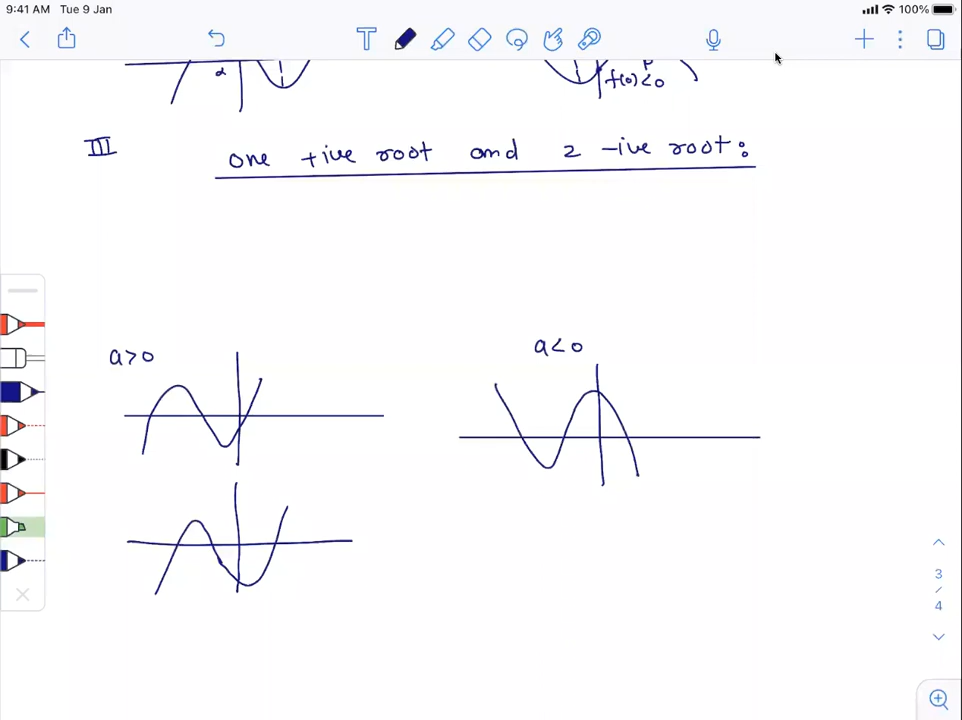 9:41 AM Tue 9 Jan 100%
α
f(0)<0
III one +ive root and 2 -ive root:
a>0
a<0
3
/
4